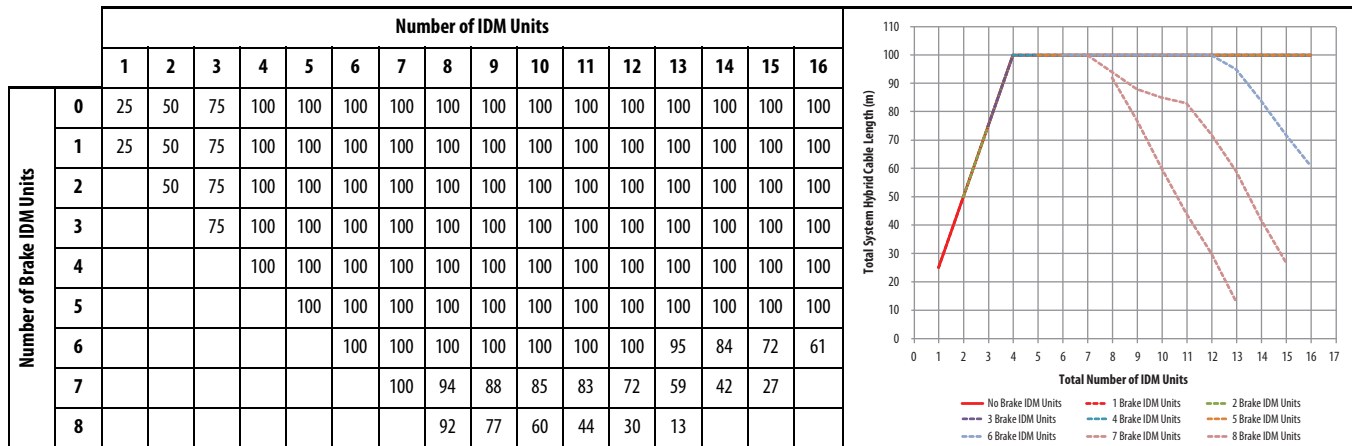 Number of IDM Units
1 2 3 4 5 6 7 8 9 10 11 12 13 14 15 16
Number of Brake IDM Units
0 25 50 75 100 100 100 100 100 100 100 100 100 100 100 100 100
1 25 50 75 100 100 100 100 100 100 100 100 100 100 100 100 100
2 50 75 100 100 100 100 100 100 100 100 100 100 100 100 100
3 75 100 100 100 100 100 100 100 100 100 100 100 100 100
4 100 100 100 100 100 100 100 100 100 100 100 100 100
5 100 100 100 100 100 100 100 100 100 100 100 100
6 100 100 100 100 100 100 100 95 84 72 61
7 100 94 88 85 83 72 59 42 27
8 92 77 60 44 30 13
Total System Hybrid Cable Length (m)
110
100
90
80
70
60
50
40
30
20
10
0
0 1 2 3 4 5 6 7 8 9 10 11 12 13 14 15 16 17
Total Number of IDM Units
No Brake IDM Units 1 Brake IDM Units 2 Brake IDM Units
3 Brake IDM Units 4 Brake IDM Units 5 Brake IDM Units
6 Brake IDM Units 7 Brake IDM Units 8 Brake IDM Units